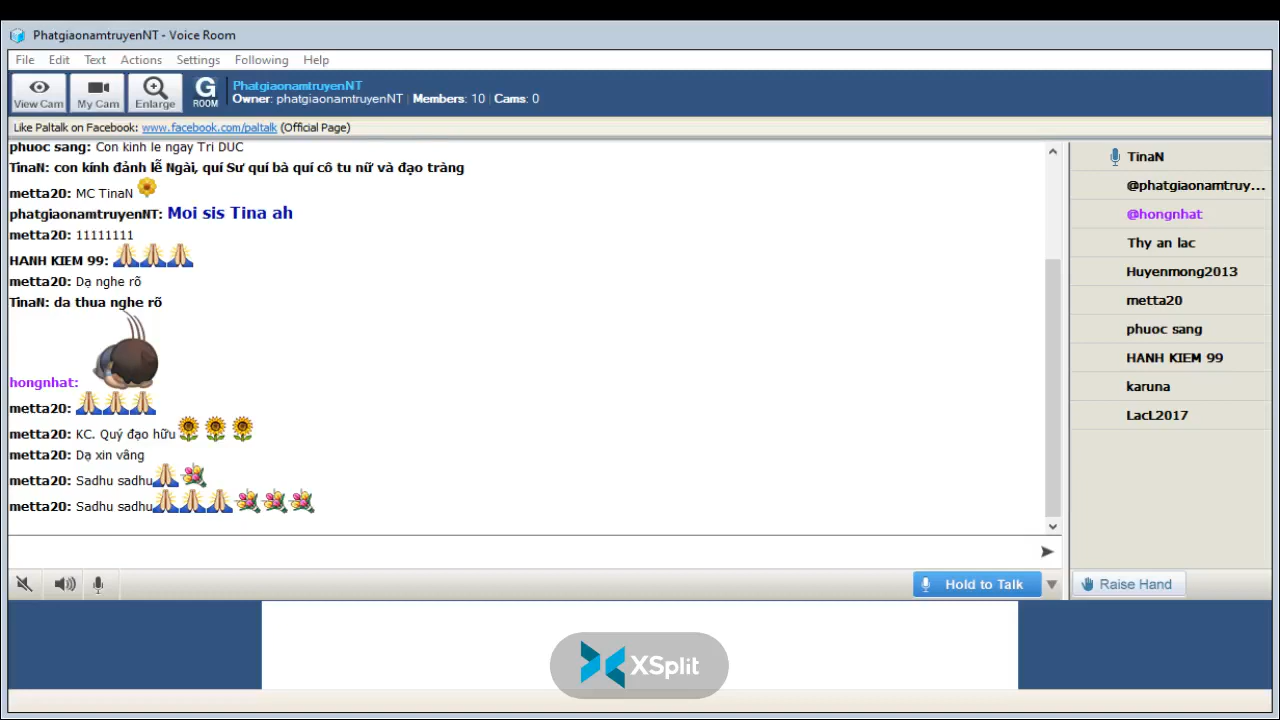 PhatgiaonamtruyenNT - Voice Room
File Edit Text Actions Settings Following Help
View Cam
My Cam
Enlarge
G ROOM
PhatgiaonamtruyenNT
Owner: phatgiaonamtruyenNT | Members: 10 | Cams: 0
Like Paltalk on Facebook: www.facebook.com/paltalk (Official Page)
phuoc sang: Con kinh le ngay Tri DUC
TinaN: con kính đảnh lễ Ngài, quí Sư quí bà quí cô tu nữ và đạo tràng
metta20: MC TinaN
phatgiaonamtruyenNT: Moi sis Tina ah
metta20: 11111111
HANH KIEM 99:
metta20: Dạ nghe rõ
TinaN: da thua nghe rõ
hongnhat:
metta20:
metta20: KC. Quý đạo hữu
metta20: Dạ xin vâng
metta20: Sadhu sadhu
metta20: Sadhu sadhu
TinaN
@phatgiaonamtruy...
@hongnhat
Thy an lac
Huyenmong2013
metta20
phuoc sang
HANH KIEM 99
karuna
LacL2017
Hold to Talk
Raise Hand
XSplit